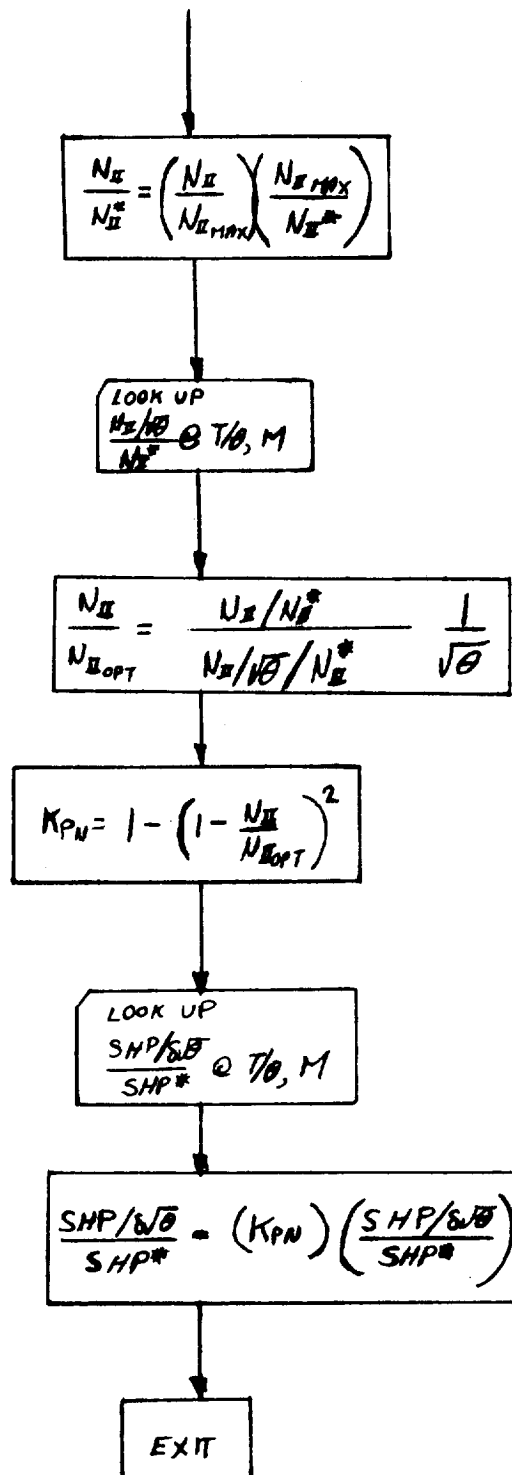 N_II / N_II* = (N_II / N_II MAX)(N_II MAX / N_II*)
LOOK UP
(N_II/√θ) / N_II* @ T/θ, M
N_II / N_II OPT = (N_II/N_II*) / (N_II/√θ/N_II*) 1/√θ
K_PN = 1 - (1 - N_II / N_II OPT)²
LOOK UP
(SHP/δ√θ) / SHP* @ T/θ, M
(SHP/δ√θ) / SHP* = (K_PN)((SHP/δ√θ) / SHP*)
EXIT